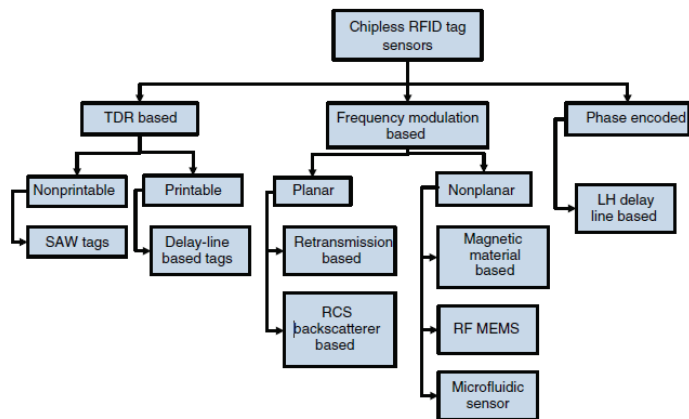 Chipless RFID tag
sensors
TDR based
Frequency modulation
based
Phase encoded
Nonprintable
Printable
Planar
Nonplanar
LH delay
line based
SAW tags
Delay-line
based tags
Retransmission
based
Magnetic
material
based
RCS
backscatterer
based
RF MEMS
Microfluidic
sensor